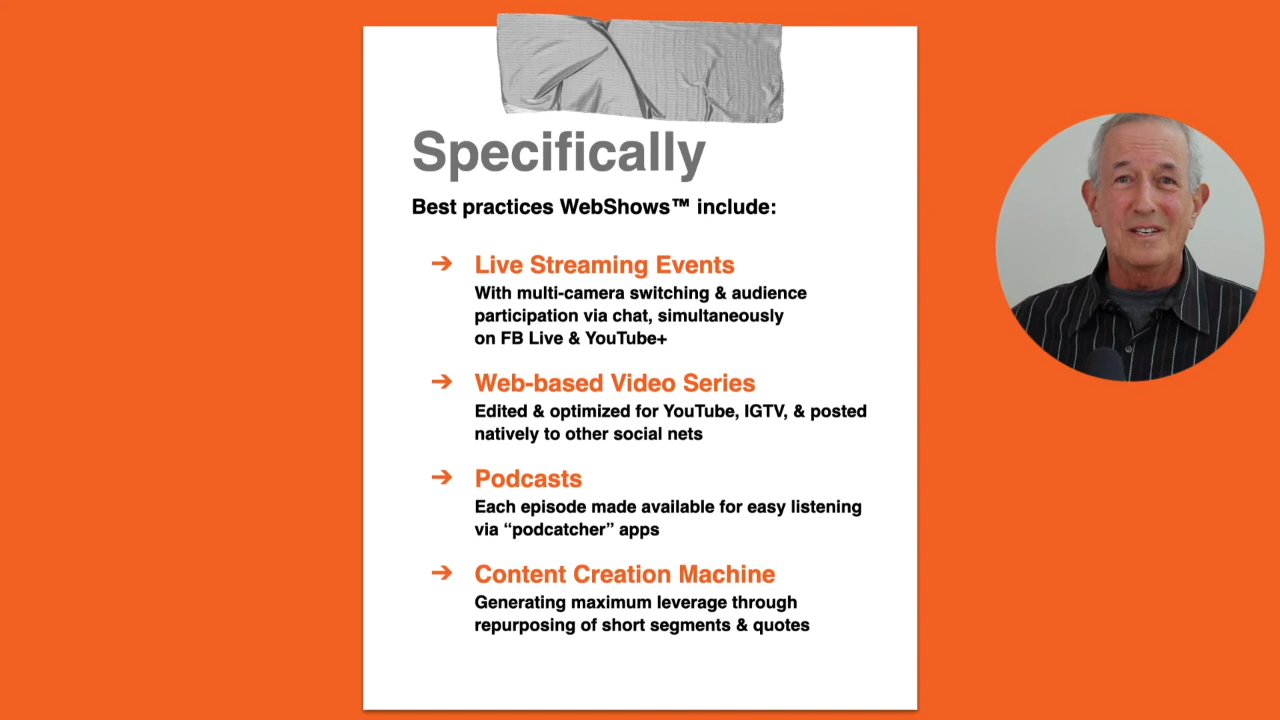 Specifically
Best practices WebShows™ include:
➔ Live Streaming Events
With multi-camera switching & audience
participation via chat, simultaneously
on FB Live & YouTube+
➔ Web-based Video Series
Edited & optimized for YouTube, IGTV, & posted
natively to other social nets
➔ Podcasts
Each episode made available for easy listening
via “podcatcher” apps
➔ Content Creation Machine
Generating maximum leverage through
repurposing of short segments & quotes